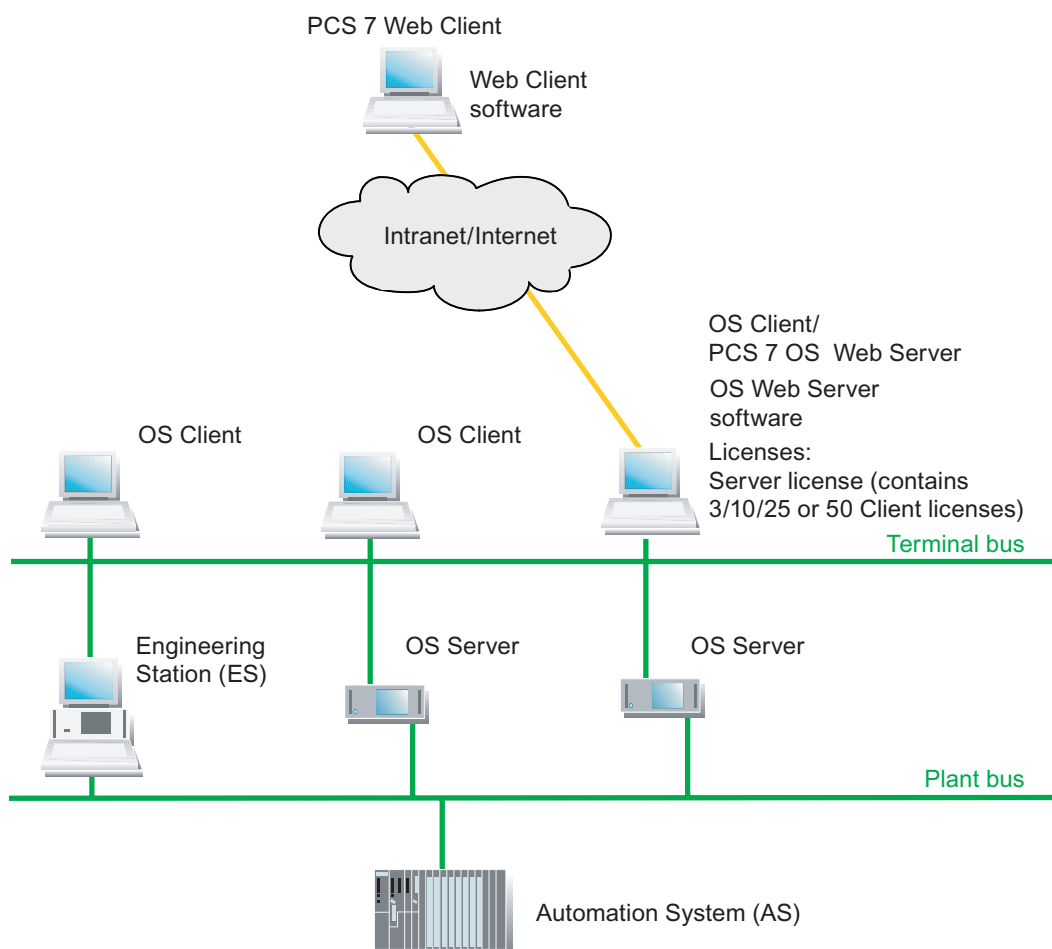 PCS 7 Web Client
Web Client
software
Intranet/Internet
OS Client/
PCS 7 OS  Web Server
OS Web Server
software
Licenses:
Server license (contains
3/10/25 or 50 Client licenses)
OS Client
OS Client
Terminal bus
Engineering
Station (ES)
OS Server
OS Server
Plant bus
Automation System (AS)